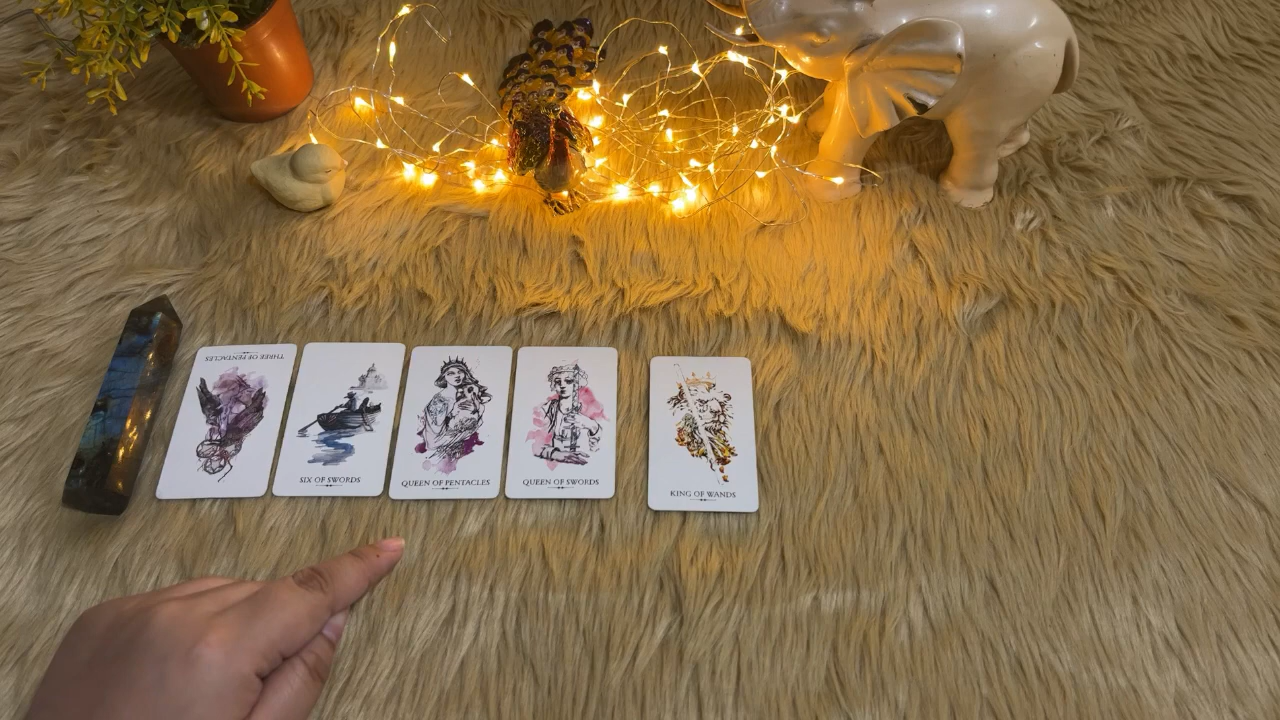 THREE OF PENTACLES
SIX OF SWORDS
QUEEN OF PENTACLES
QUEEN OF SWORDS
KING OF WANDS